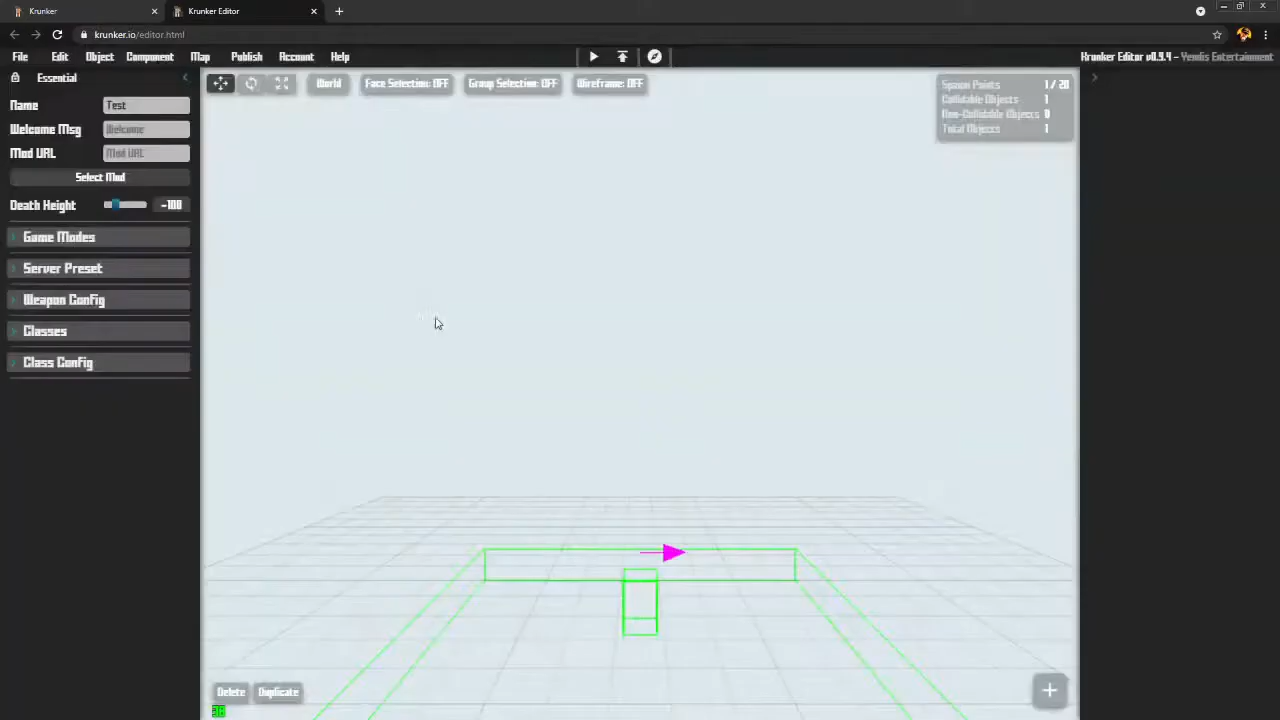 Krunker
Krunker Editor
krunker.io/editor.html
File Edit Object Component Map Publish Account Help
Krunker Editor v0.9.4 - Yendis Entertainment
Essential
World Face Selection: OFF Group Selection: OFF Wireframe: OFF
Name Test
Welcome Msg Welcome
Mod URL Mod URL
Select Mod
Death Height -100
Game Modes
Server Preset
Weapon Config
Classes
Class Config
Spawn Points 1 / 20
Collidable Objects 1
Non-Collidable Objects 0
Total Objects 1
Delete Duplicate